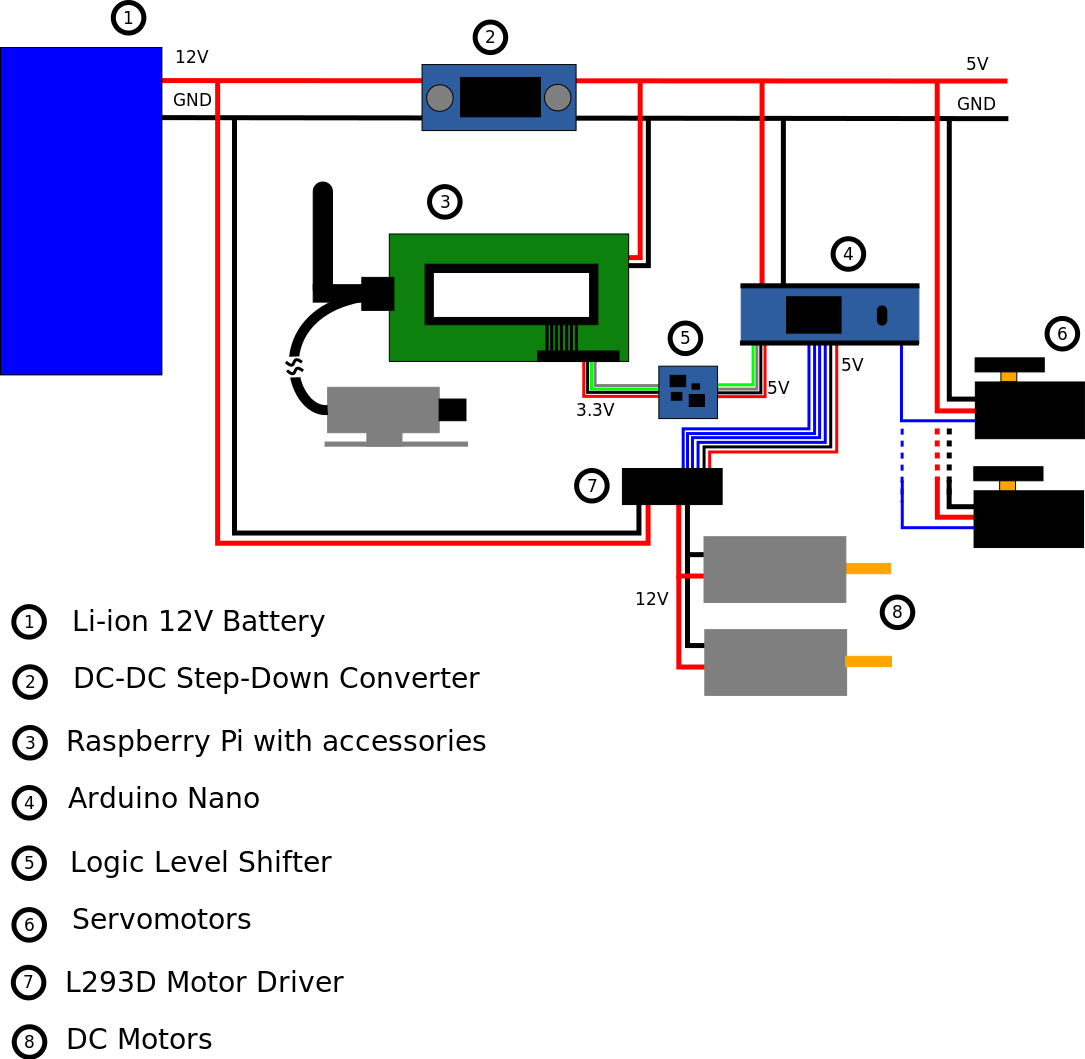 1
2
12V
5V
GND
GND
3
4
5
6
5V
5V
3.3V
7
12V
8
1 Li-ion 12V Battery
2 DC-DC Step-Down Converter
3 Raspberry Pi with accessories
4 Arduino Nano
5 Logic Level Shifter
6 Servomotors
7 L293D Motor Driver
8 DC Motors